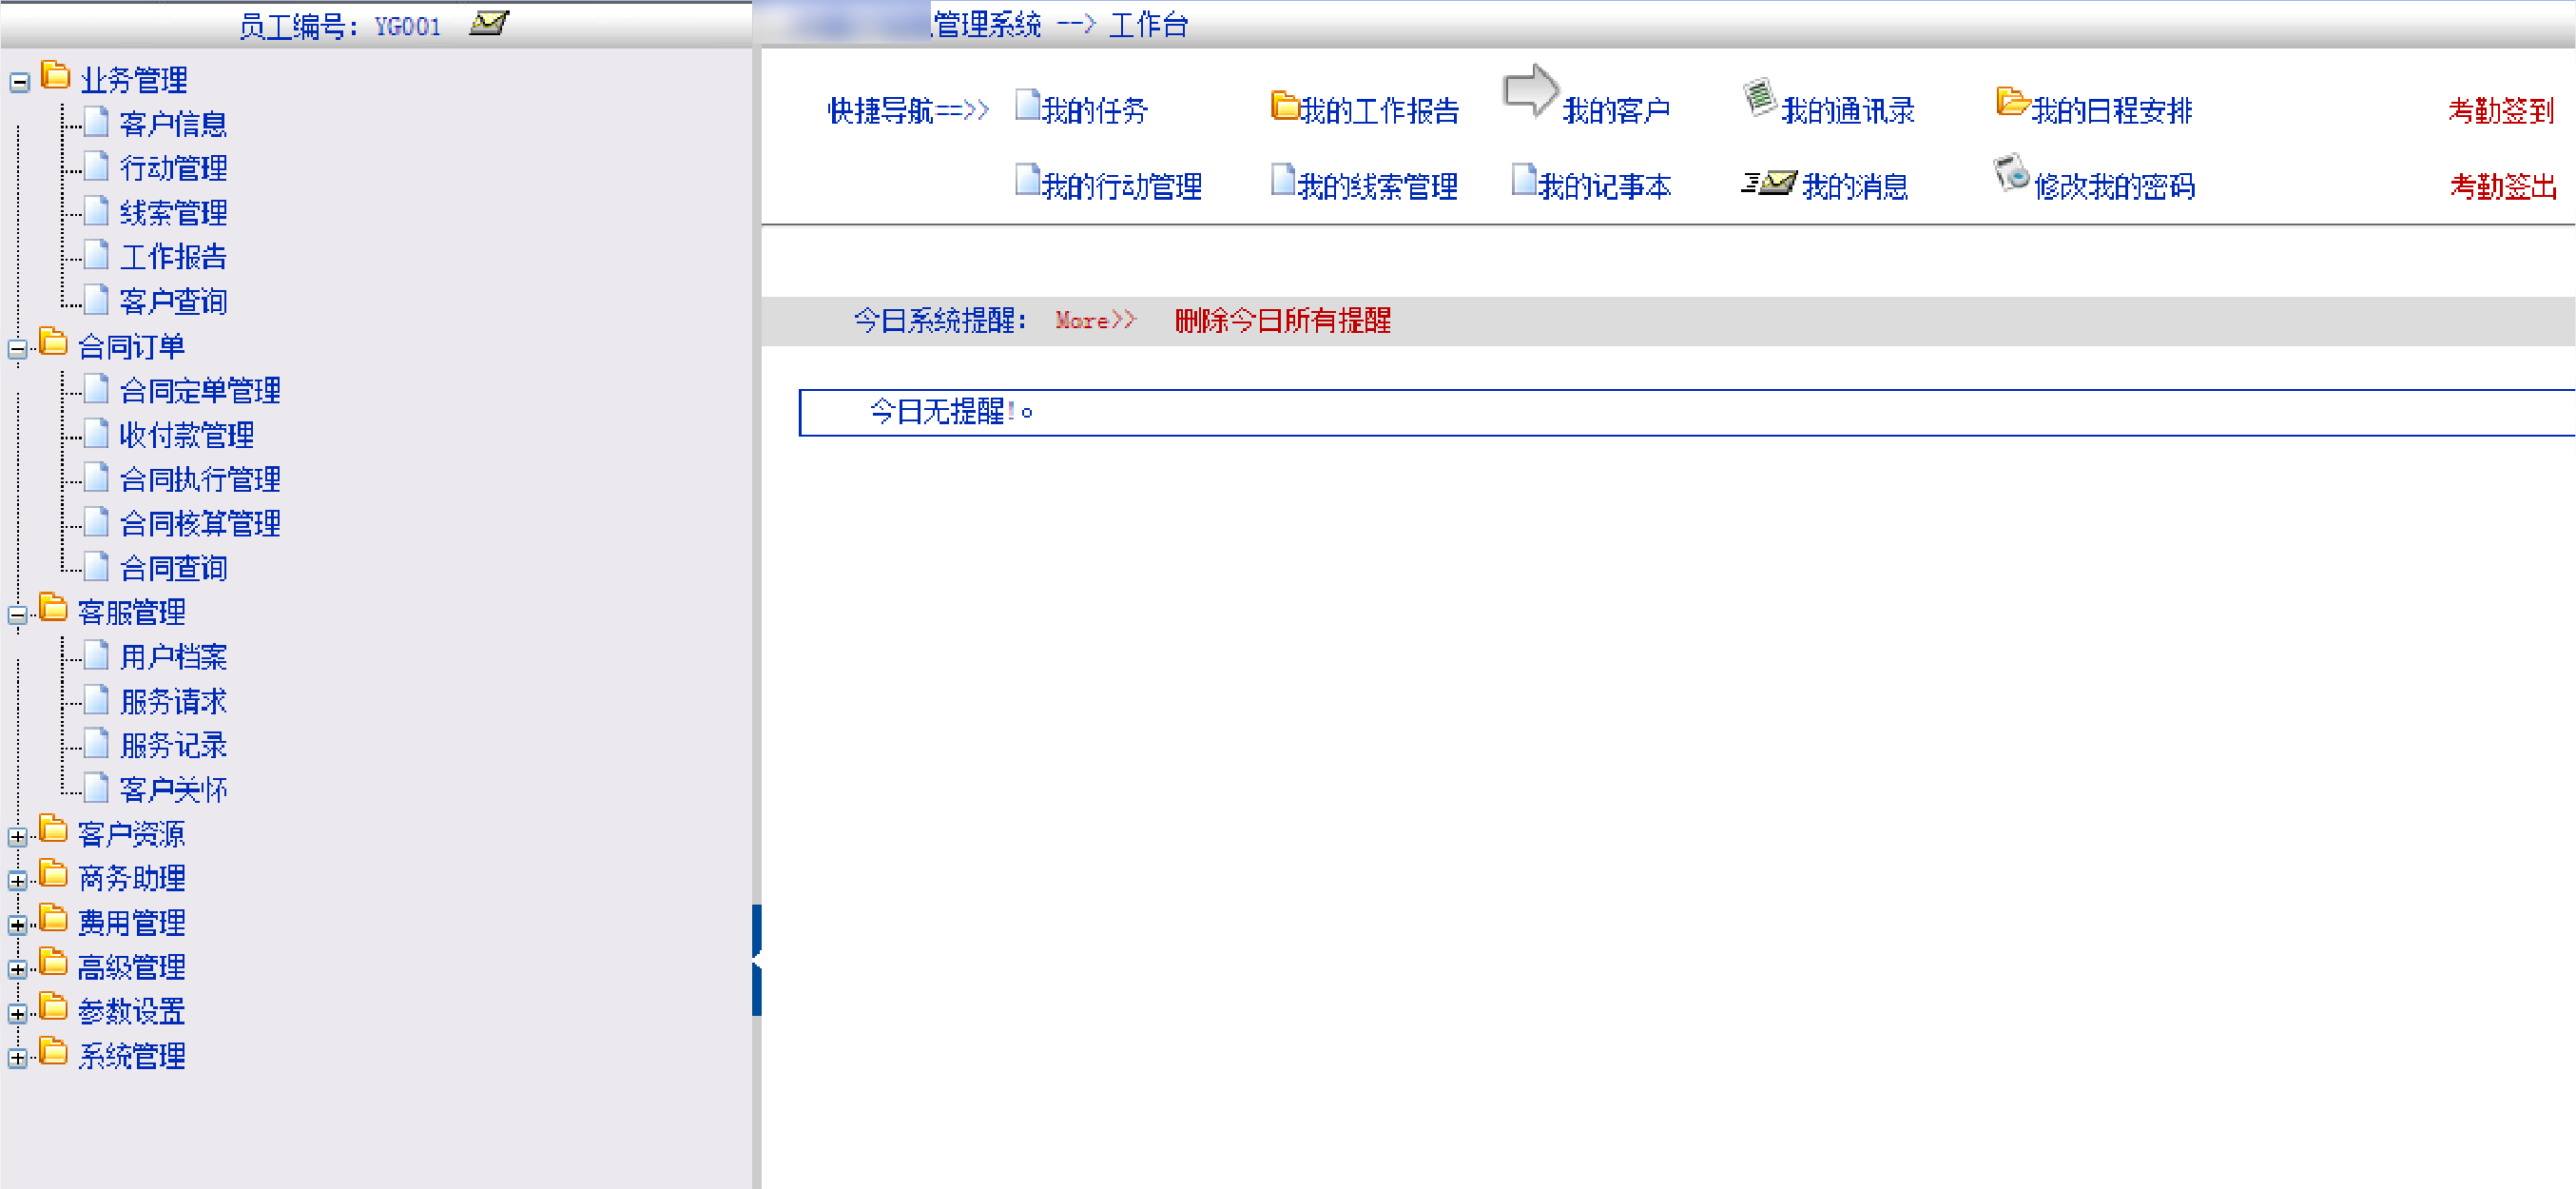 员工编号: YG001
业务管理
客户信息
行动管理
线索管理
工作报告
客户查询
合同订单
合同定单管理
收付款管理
合同执行管理
合同核算管理
合同查询
客服管理
用户档案
服务请求
服务记录
客户关怀
客户资源
商务助理
费用管理
高级管理
参数设置
系统管理
管理系统 --> 工作台
快捷导航==>> 我的任务 我的工作报告 我的客户 我的通讯录 我的日程安排 考勤签到
我的行动管理 我的线索管理 我的记事本 我的消息 修改我的密码 考勤签出
今日系统提醒: More>> 删除今日所有提醒
今日无提醒!。